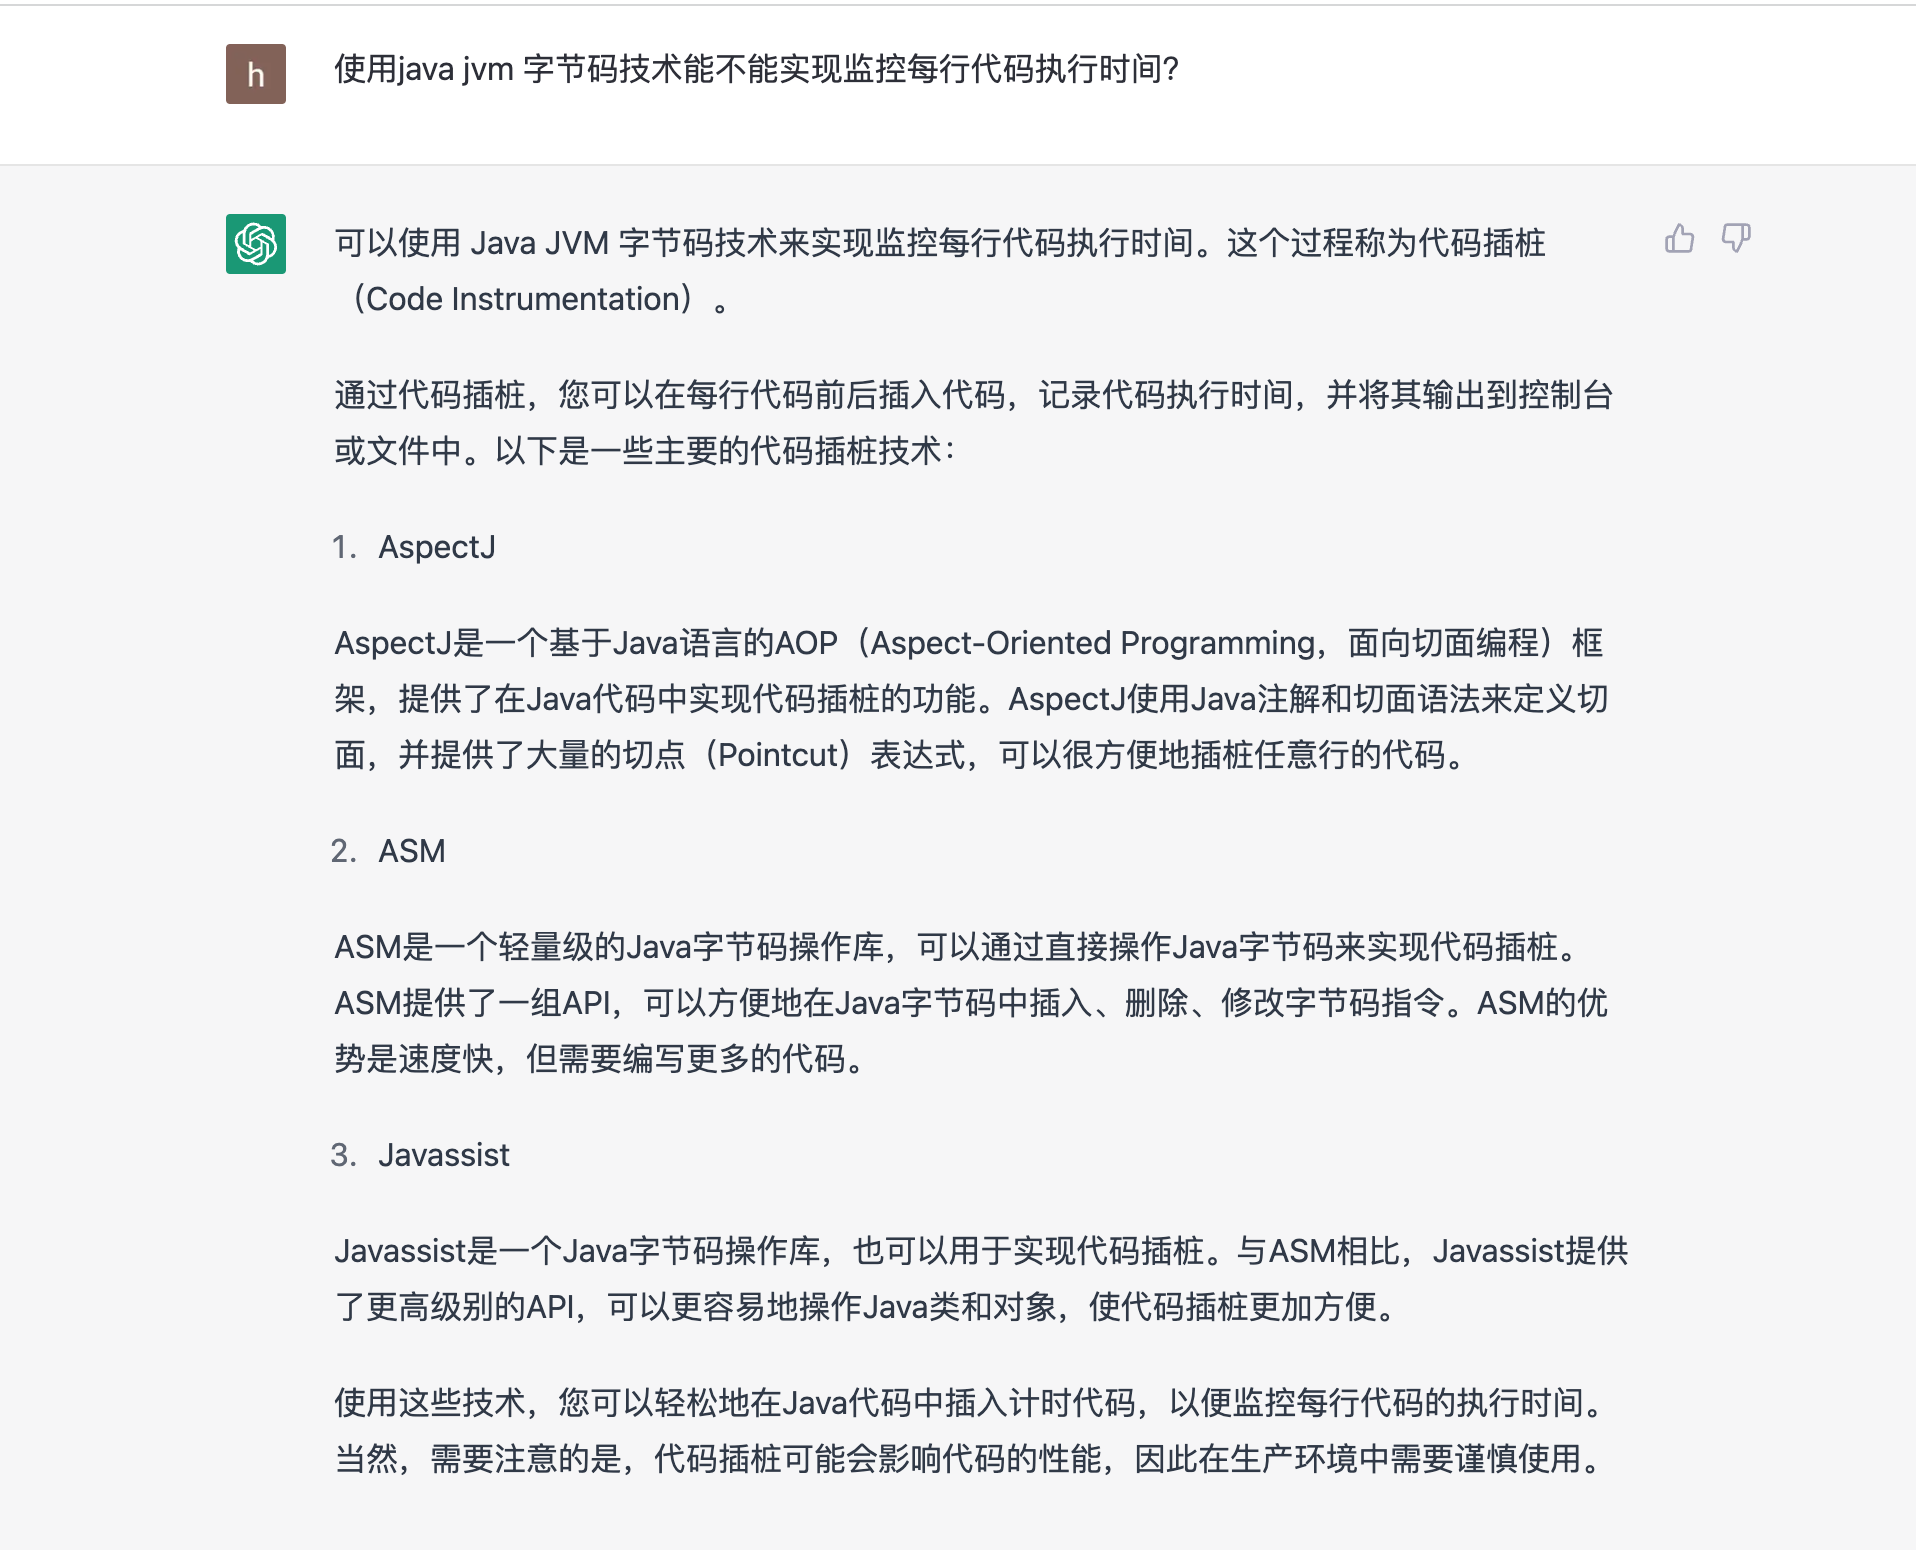 h
使用java jvm 字节码技术能不能实现监控每行代码执行时间?
可以使用 Java JVM 字节码技术来实现监控每行代码执行时间。这个过程称为代码插桩
（Code Instrumentation）。
通过代码插桩，您可以在每行代码前后插入代码，记录代码执行时间，并将其输出到控制台
或文件中。以下是一些主要的代码插桩技术：
1. AspectJ
AspectJ是一个基于Java语言的AOP（Aspect-Oriented Programming，面向切面编程）框
架，提供了在Java代码中实现代码插桩的功能。AspectJ使用Java注解和切面语法来定义切
面，并提供了大量的切点（Pointcut）表达式，可以很方便地插桩任意行的代码。
2. ASM
ASM是一个轻量级的Java字节码操作库，可以通过直接操作Java字节码来实现代码插桩。
ASM提供了一组API，可以方便地在Java字节码中插入、删除、修改字节码指令。ASM的优
势是速度快，但需要编写更多的代码。
3. Javassist
Javassist是一个Java字节码操作库，也可以用于实现代码插桩。与ASM相比，Javassist提供
了更高级别的API，可以更容易地操作Java类和对象，使代码插桩更加方便。
使用这些技术，您可以轻松地在Java代码中插入计时代码，以便监控每行代码的执行时间。
当然，需要注意的是，代码插桩可能会影响代码的性能，因此在生产环境中需要谨慎使用。